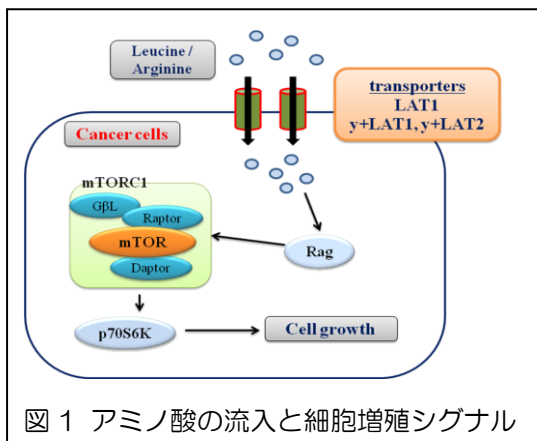 Leucine /
Arginine
transporters
LAT1
y+LAT1, y+LAT2
Cancer cells
mTORC1
GβL
Raptor
mTOR
Daptor
Rag
p70S6K
Cell growth
図 1 アミノ酸の流入と細胞増殖シグナル